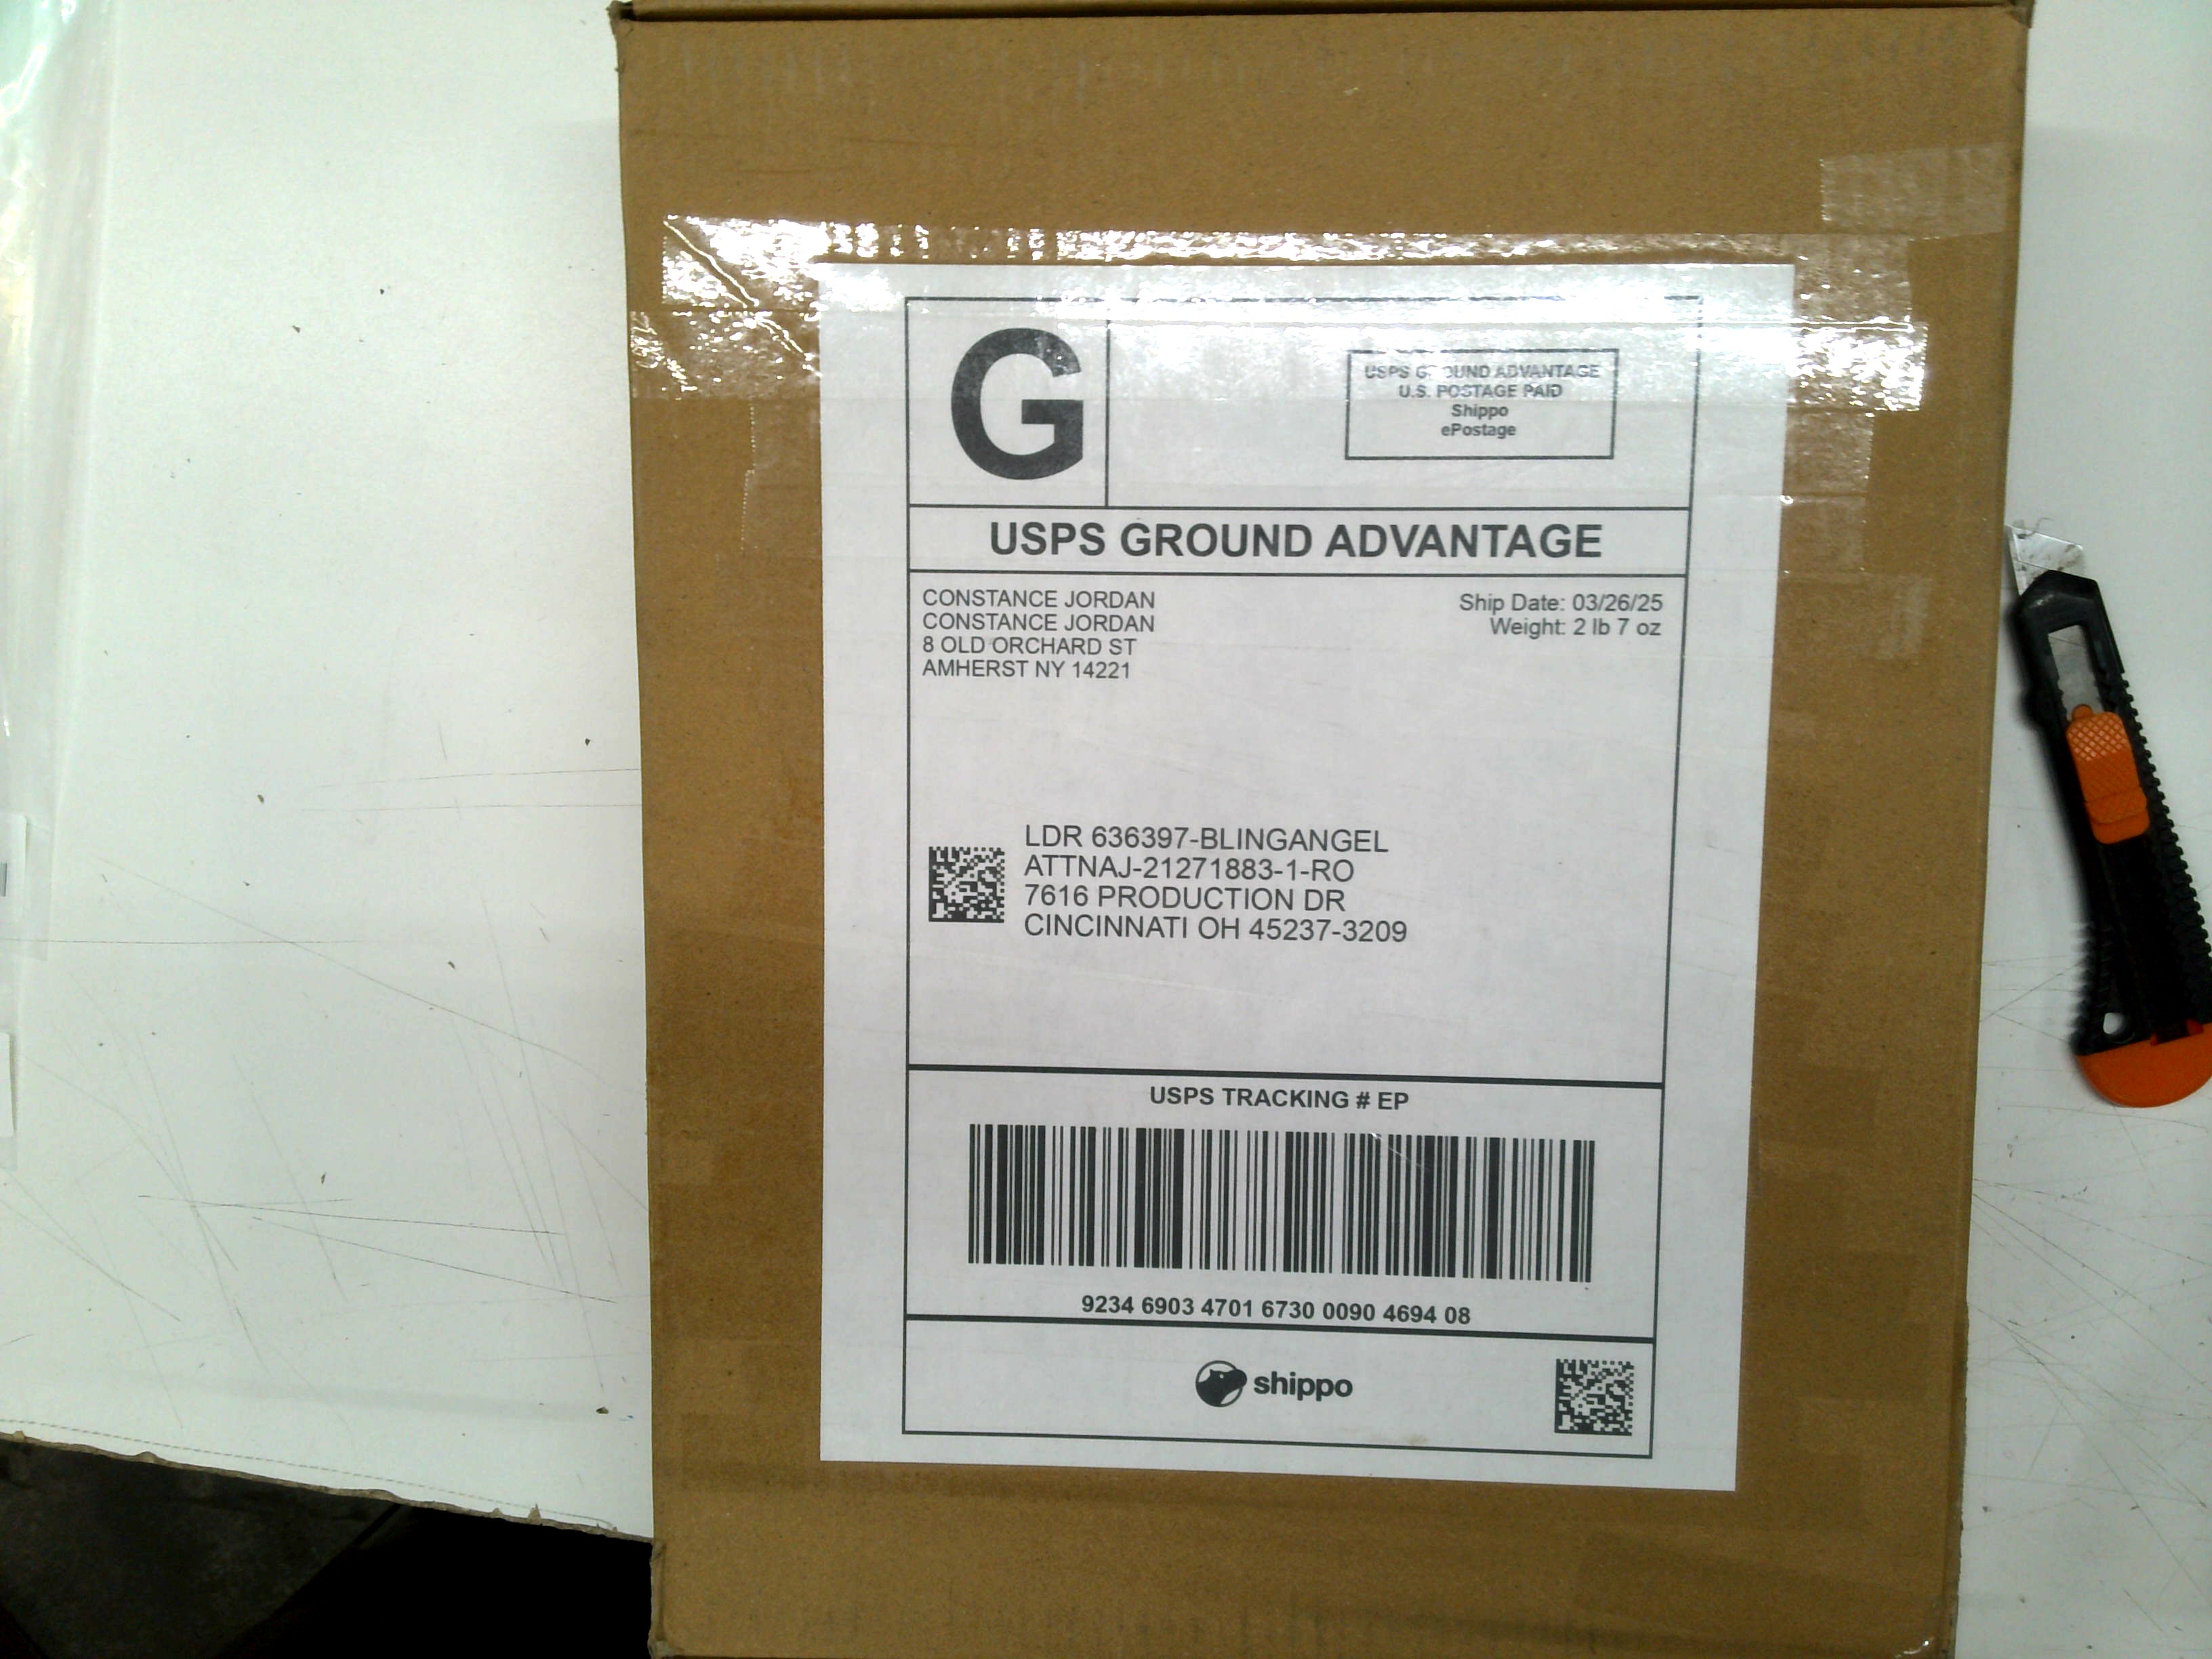 G
USPS GROUND ADVANTAGE
U.S. POSTAGE PAID
Shippo
ePostage
USPS GROUND ADVANTAGE
CONSTANCE JORDAN
CONSTANCE JORDAN
8 OLD ORCHARD ST
AMHERST NY 14221
Ship Date: 03/26/25
Weight: 2 lb 7 oz
LDR 636397-BLINGANGEL
ATTNAJ-21271883-1-RO
7616 PRODUCTION DR
CINCINNATI OH 45237-3209
USPS TRACKING # EP
9234 6903 4701 6730 0090 4694 08
shippo